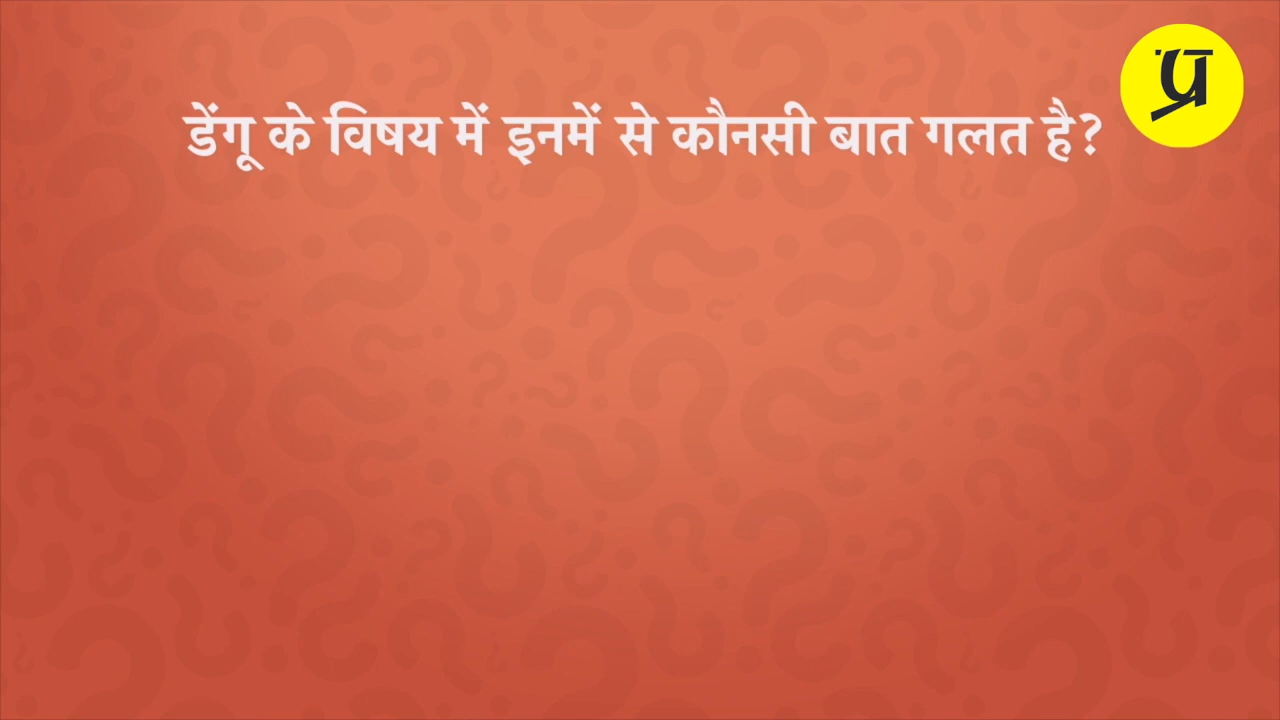 डेंगू के विषय में इनमें से कौनसी बात गलत है?
प्र